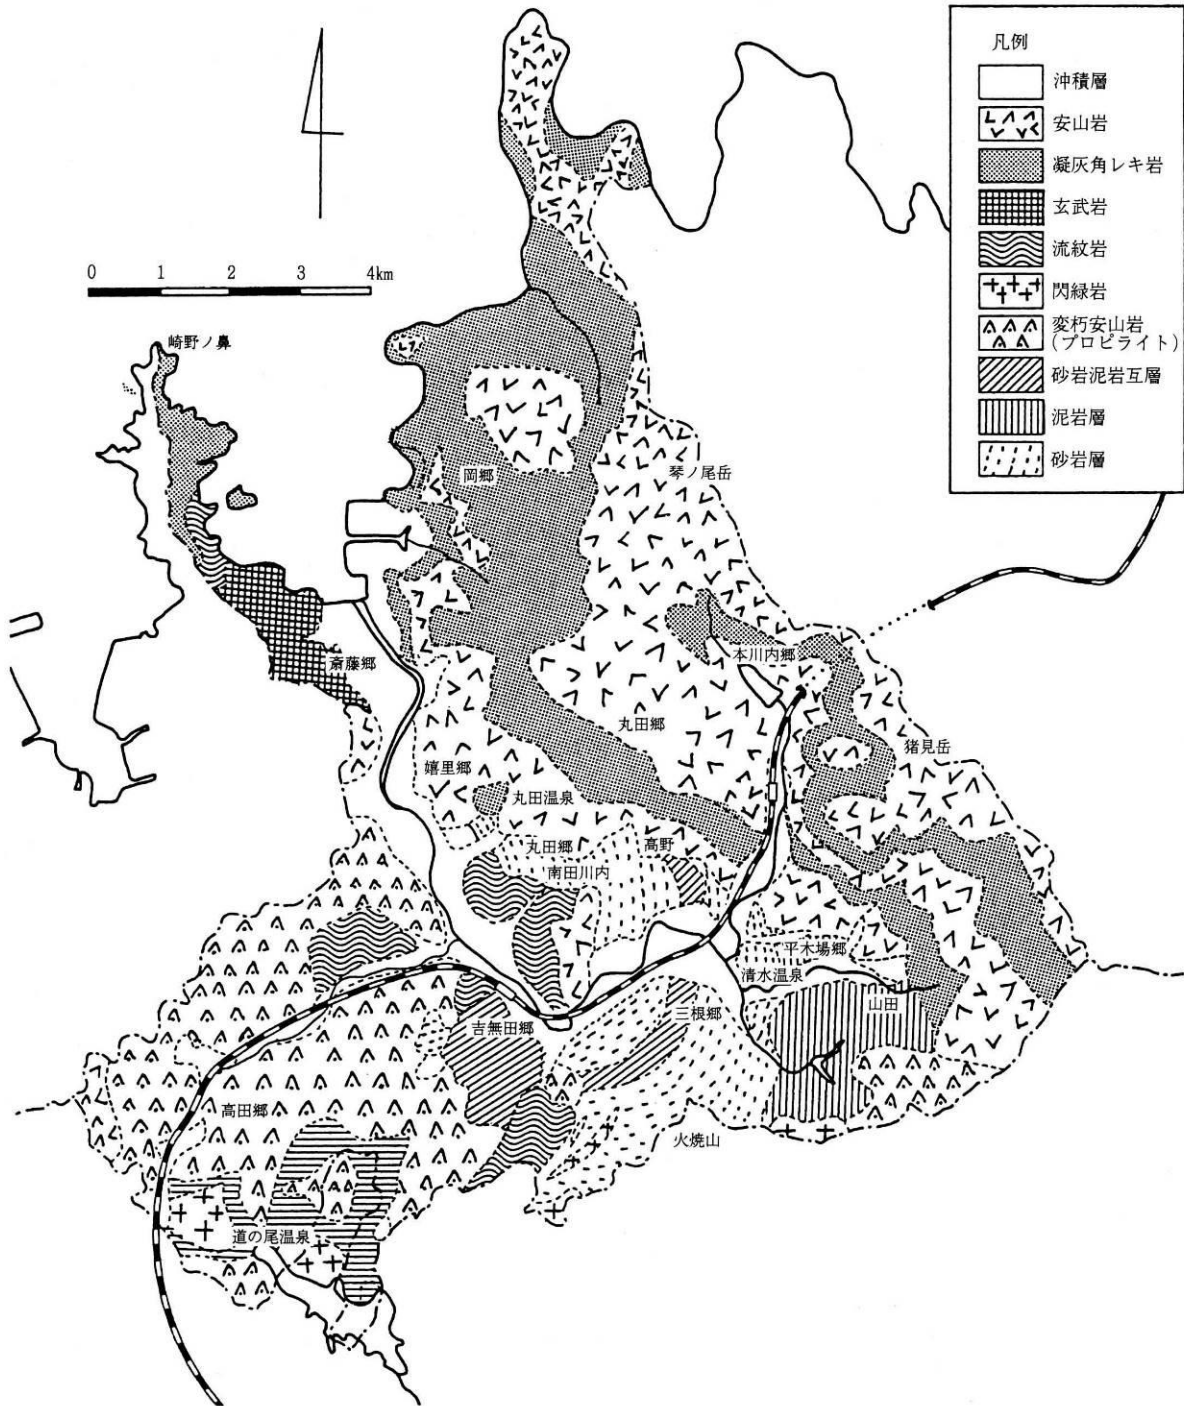 凡例
沖積層
安山岩
凝灰角レキ岩
玄武岩
流紋岩
閃緑岩
変朽安山岩
(プロピライト)
砂岩泥岩互層
泥岩層
砂岩層
0 1 2 3 4km
崎野ノ鼻
岡郷
琴ノ尾岳
斎藤郷
本川内郷
丸田郷
猪見岳
嬉里郷
丸田温泉
丸田郷
高野
南田川内
平木場郷
清水温泉
山田
吉無田郷
三根郷
高田郷
火焼山
道の尾温泉